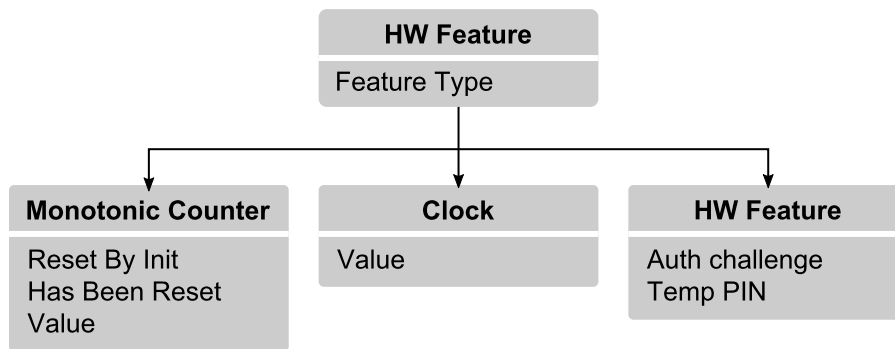 HW Feature
Feature Type
Monotonic Counter
Reset By Init
Has Been Reset
Value
Clock
Value
HW Feature
Auth challenge
Temp PIN